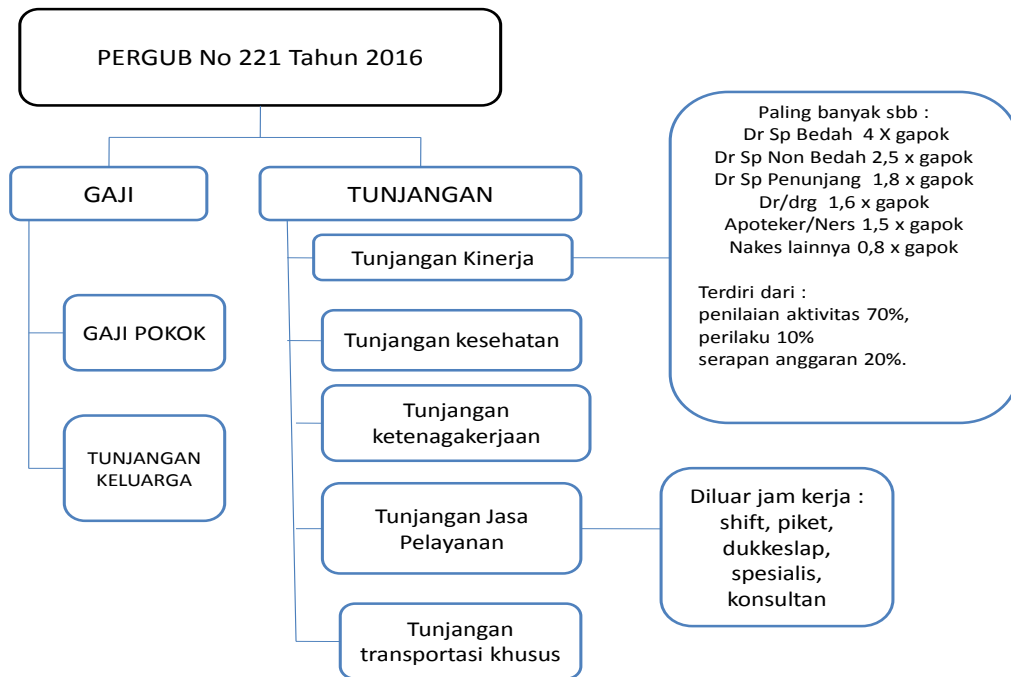 PERGUB No 221 Tahun 2016
GAJI
GAJI POKOK
TUNJANGAN
KELUARGA
TUNJANGAN
Tunjangan Kinerja
Tunjangan kesehatan
Tunjangan
ketenagakerjaan
Tunjangan Jasa
Pelayanan
Tunjangan
transportasi khusus
Paling banyak sbb :
Dr Sp Bedah 4 X gapok
Dr Sp Non Bedah 2,5 x gapok
Dr Sp Penunjang 1,8 x gapok
Dr/drg 1,6 x gapok
Apoteker/Ners 1,5 x gapok
Nakes lainnya 0,8 x gapok
Terdiri dari :
penilaian aktivitas 70%,
perilaku 10%
serapan anggaran 20%.
Diluar jam kerja :
shift, piket,
dukkeslap,
spesialis,
konsultan